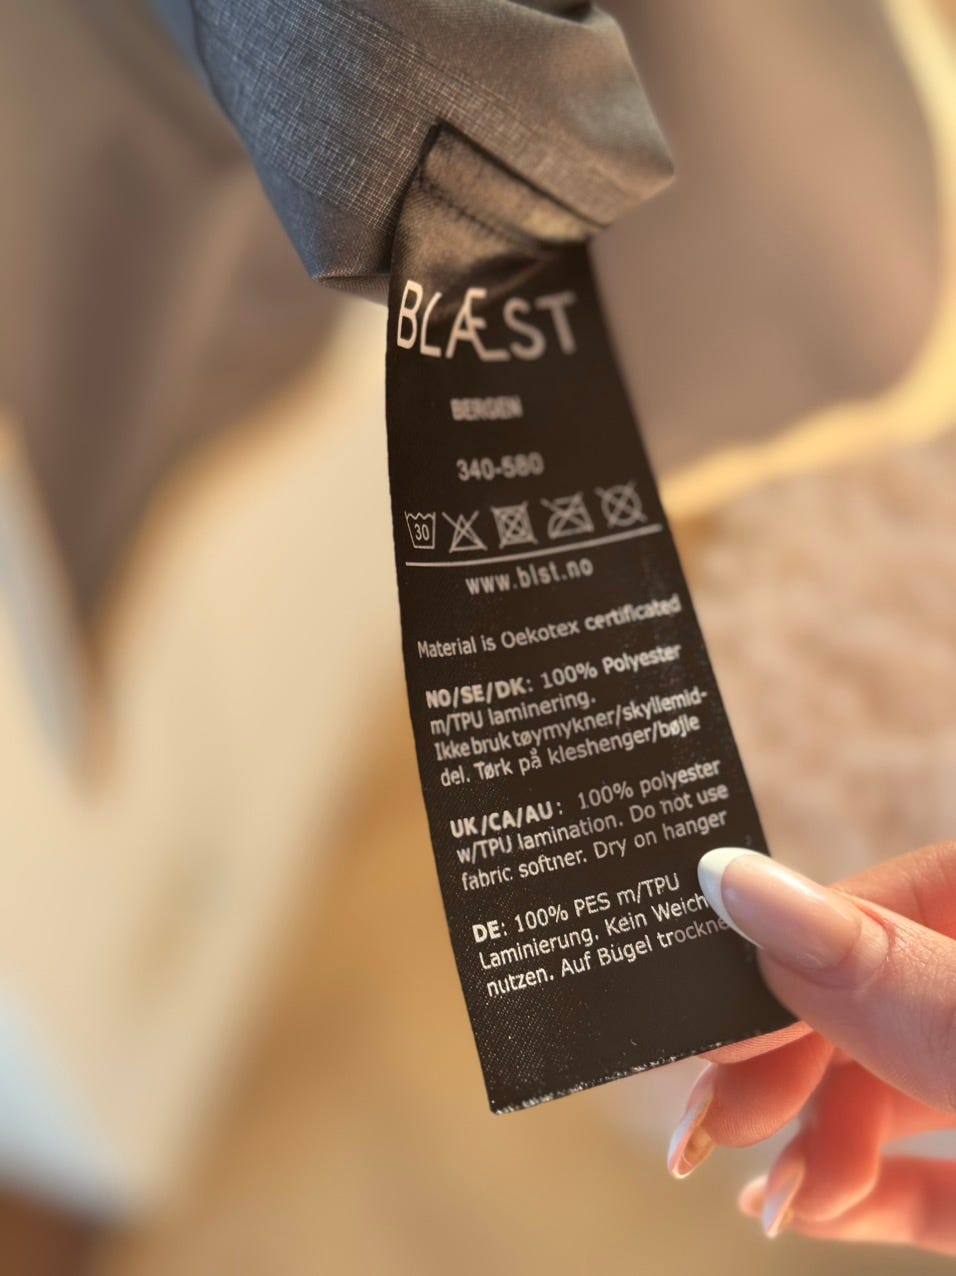 BLÆST
BERGEN
340-580
30
www.blst.no
Material is Oekotex certificated
NO/SE/DK: 100% Polyester
m/TPU laminering.
Ikke bruk tøymykner/skyllemid-
del. Tørk på kleshenger/bøjle
UK/CA/AU: 100% polyester
w/TPU lamination. Do not use
fabric softner. Dry on hanger
DE: 100% PES m/TPU
Laminierung. Kein Weich
nutzen. Auf Bügel trockne